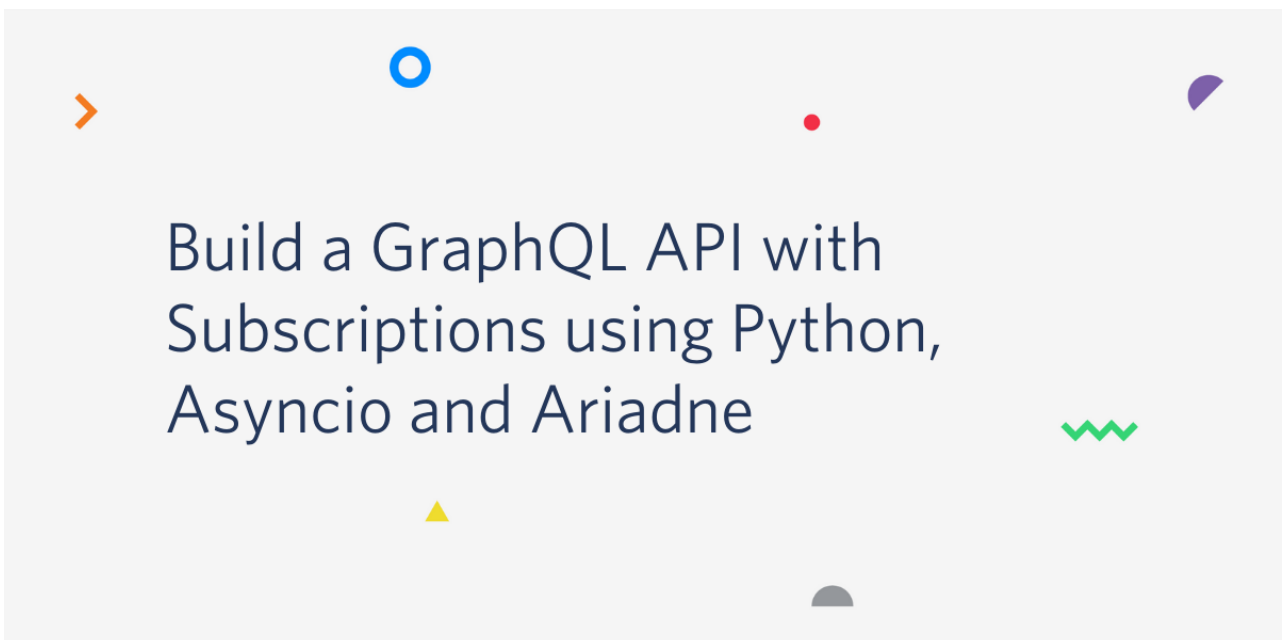 Build a GraphQL API with
Subscriptions using Python,
Asyncio and Ariadne